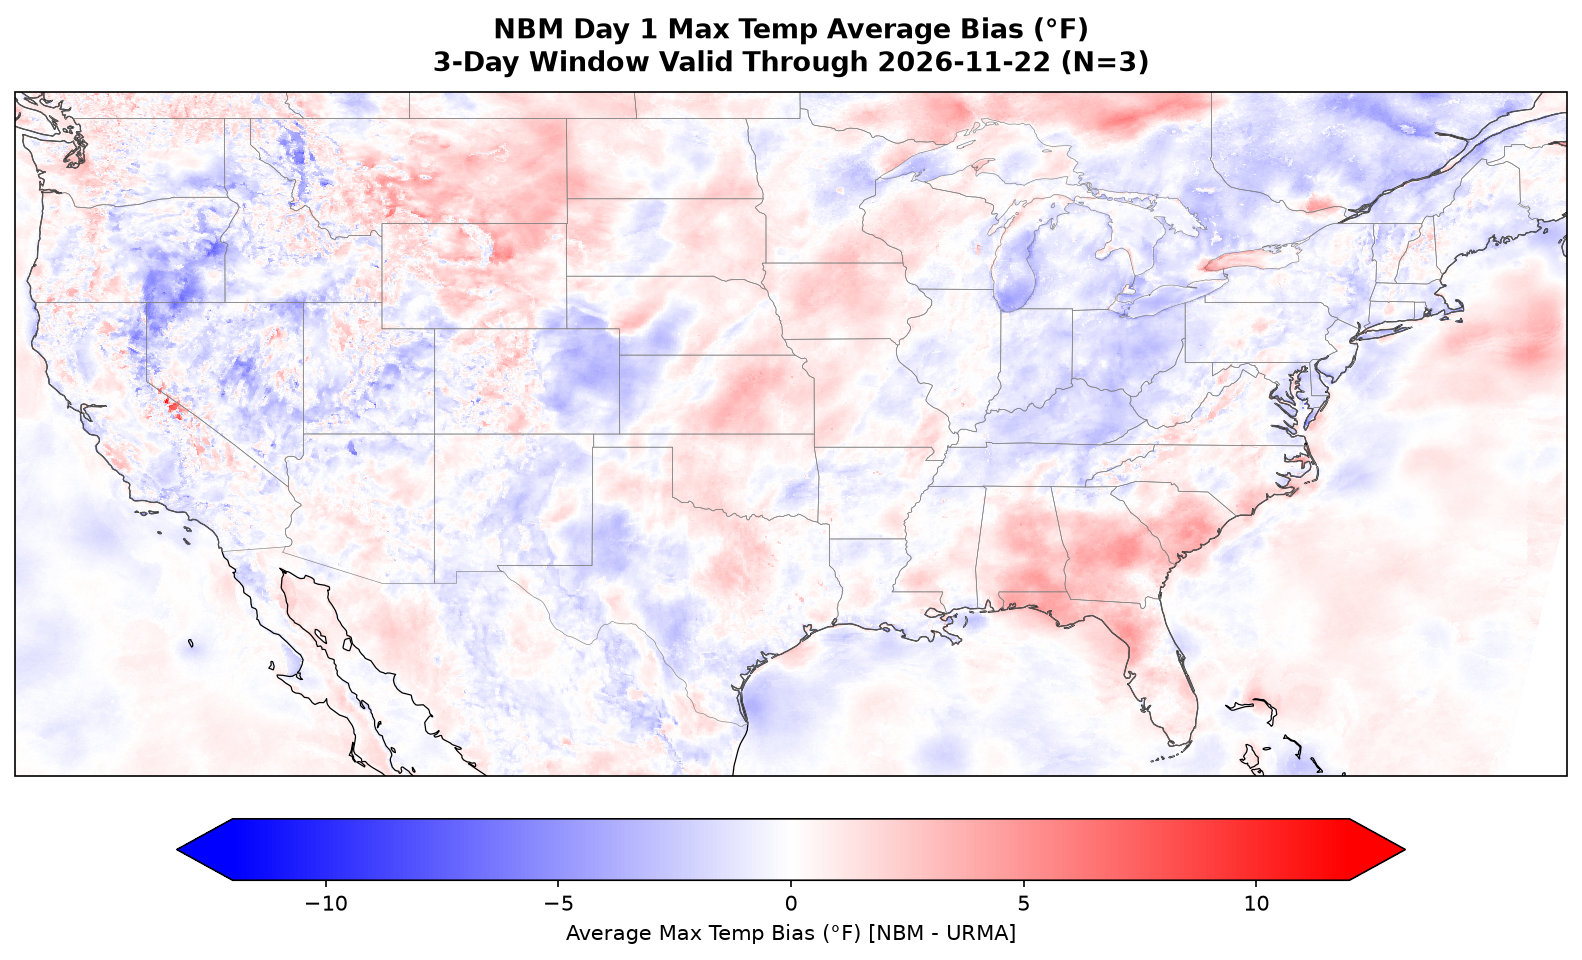 NBM Day 1 Max Temp Average Bias (°F)
3-Day Window Valid Through 2026-11-22 (N=3)
−10 −5 0 5 10
Average Max Temp Bias (°F) [NBM - URMA]